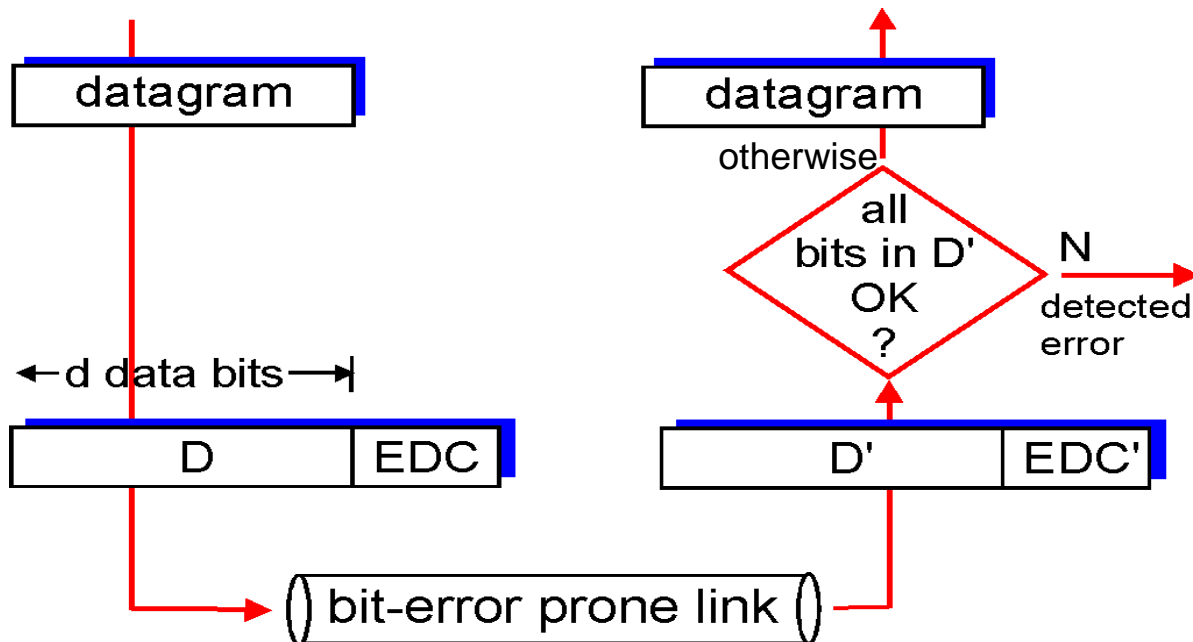 datagram
d data bits
D
EDC
bit-error prone link
D'
EDC'
all
bits in D'
OK
?
N
detected
error
otherwise
datagram